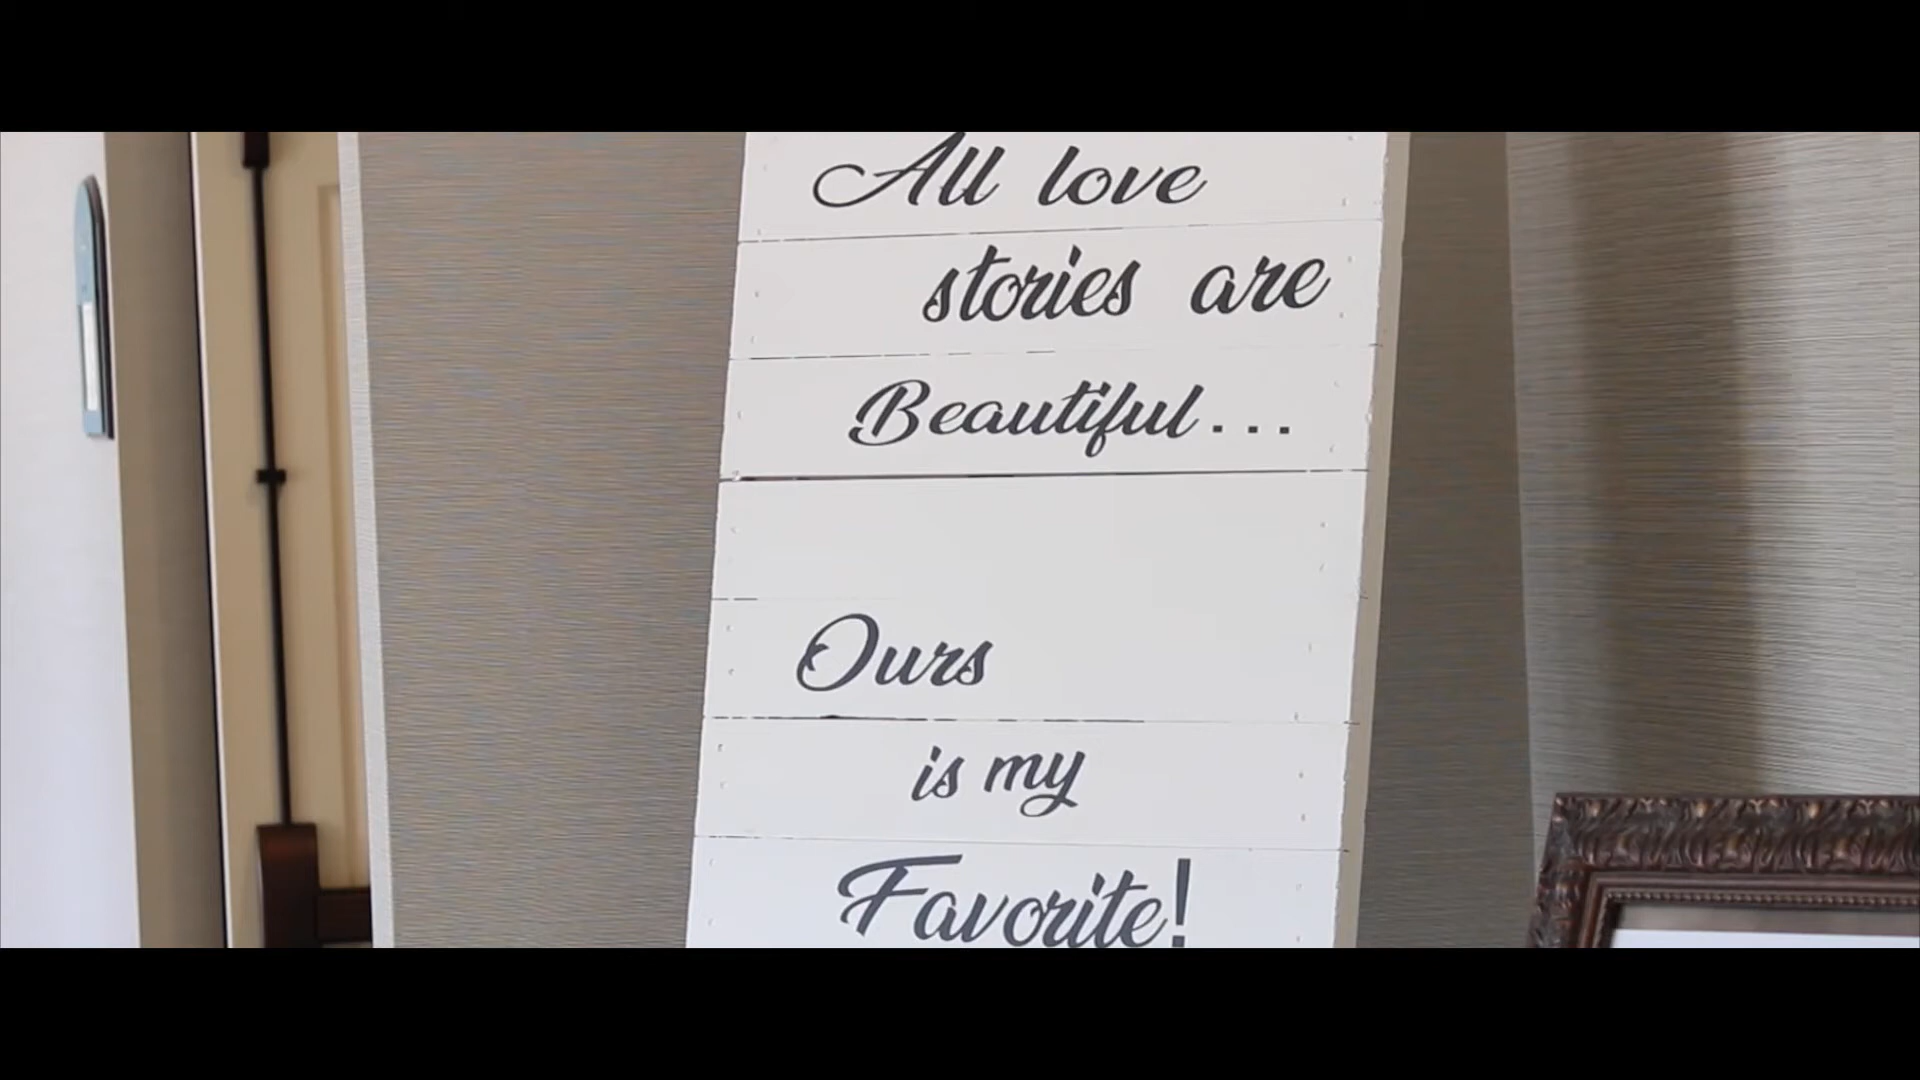 All love
stories are
Beautiful...
Ours
is my
Favorite!